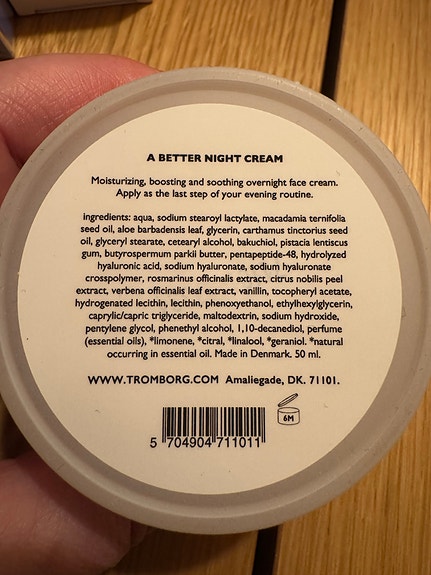 A BETTER NIGHT CREAM
Moisturizing, boosting and soothing overnight face cream.
Apply as the last step of your evening routine.
ingredients: aqua, sodium stearoyl lactylate, macadamia ternifolia
seed oil, aloe barbadensis leaf, glycerin, carthamus tinctorius seed
oil, glyceryl stearate, cetearyl alcohol, bakuchiol, pistacia lentiscus
gum, butyrospermum parkii butter, pentapeptide-48, hydrolyzed
hyaluronic acid, sodium hyaluronate, sodium hyaluronate
crosspolymer, rosmarinus officinalis extract, citrus nobilis peel
extract, verbena officinalis leaf extract, vanillin, tocopheryl acetate,
hydrogenated lecithin, lecithin, phenoxyethanol, ethylhexylglycerin,
caprylic/capric triglyceride, maltodextrin, sodium hydroxide,
pentylene glycol, phenethyl alcohol, 1,10-decanediol, perfume
(essential oils), *limonene, *citral, *linalool, *geraniol. *natural
occurring in essential oil. Made in Denmark. 50 ml.
WWW.TROMBORG.COM Amaliegade, DK. 71101.
6M
5 704904 711011